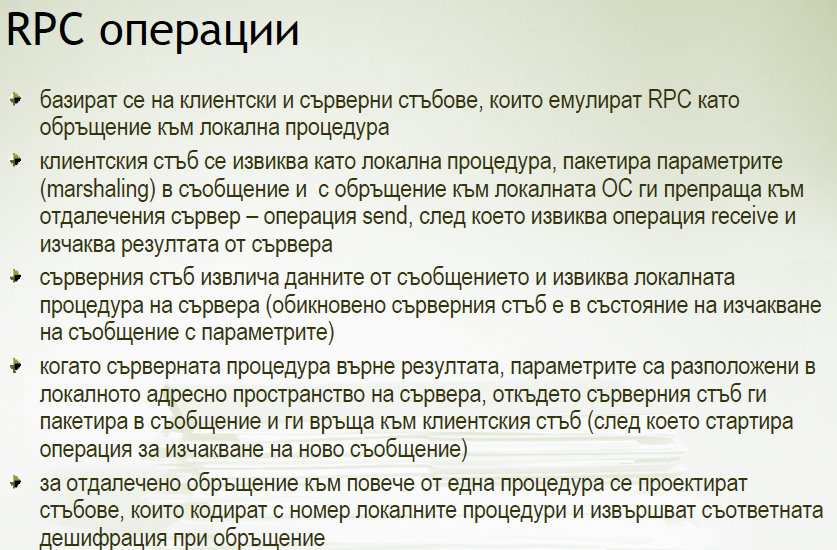 RPC операции
базират се на клиентски и сърверни стъбове, които емулират RPC като
обръщение към локална процедура
клиентския стъб се извиква като локална процедура, пакетира параметрите
(marshaling) в съобщение и с обръщение към локалната ОС ги препраща към
отдалечения сървер – операция send, след което извиква операция receive и
изчаква резултата от сървера
сърверния стъб извлича данните от съобщението и извиква локалната
процедура на сървера (обикновено сърверния стъб е в състояние на изчакване
на съобщение с параметрите)
когато сърверната процедура върне резултата, параметрите са разположени в
локалното адресно пространство на сървера, откъдето сърверния стъб ги
пакетира в съобщение и ги връща към клиентския стъб (след което стартира
операция за изчакване на ново съобщение)
за отдалечено обръщение към повече от една процедура се проектират
стъбове, които кодират с номер локалните процедури и извършват съответната
дешифрация при обръщение